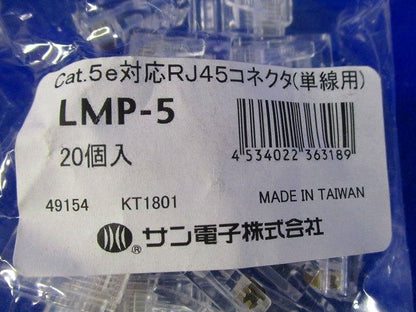 Cat.5e対応RJ45コネクタ(単線用)
LMP-5
20個入
4 534022 363189
49154 KT1801 MADE IN TAIWAN
® サン電子株式会社